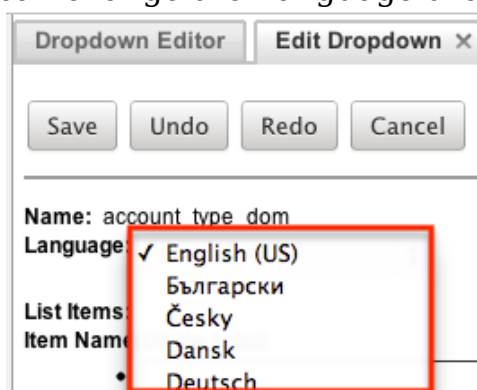 Dropdown Editor Edit Dropdown ×
Save Undo Redo Cancel
Name: account_type_dom
Language:
✓ English (US)
Български
Česky
List Items:
Item Name
Dansk
Deutsch